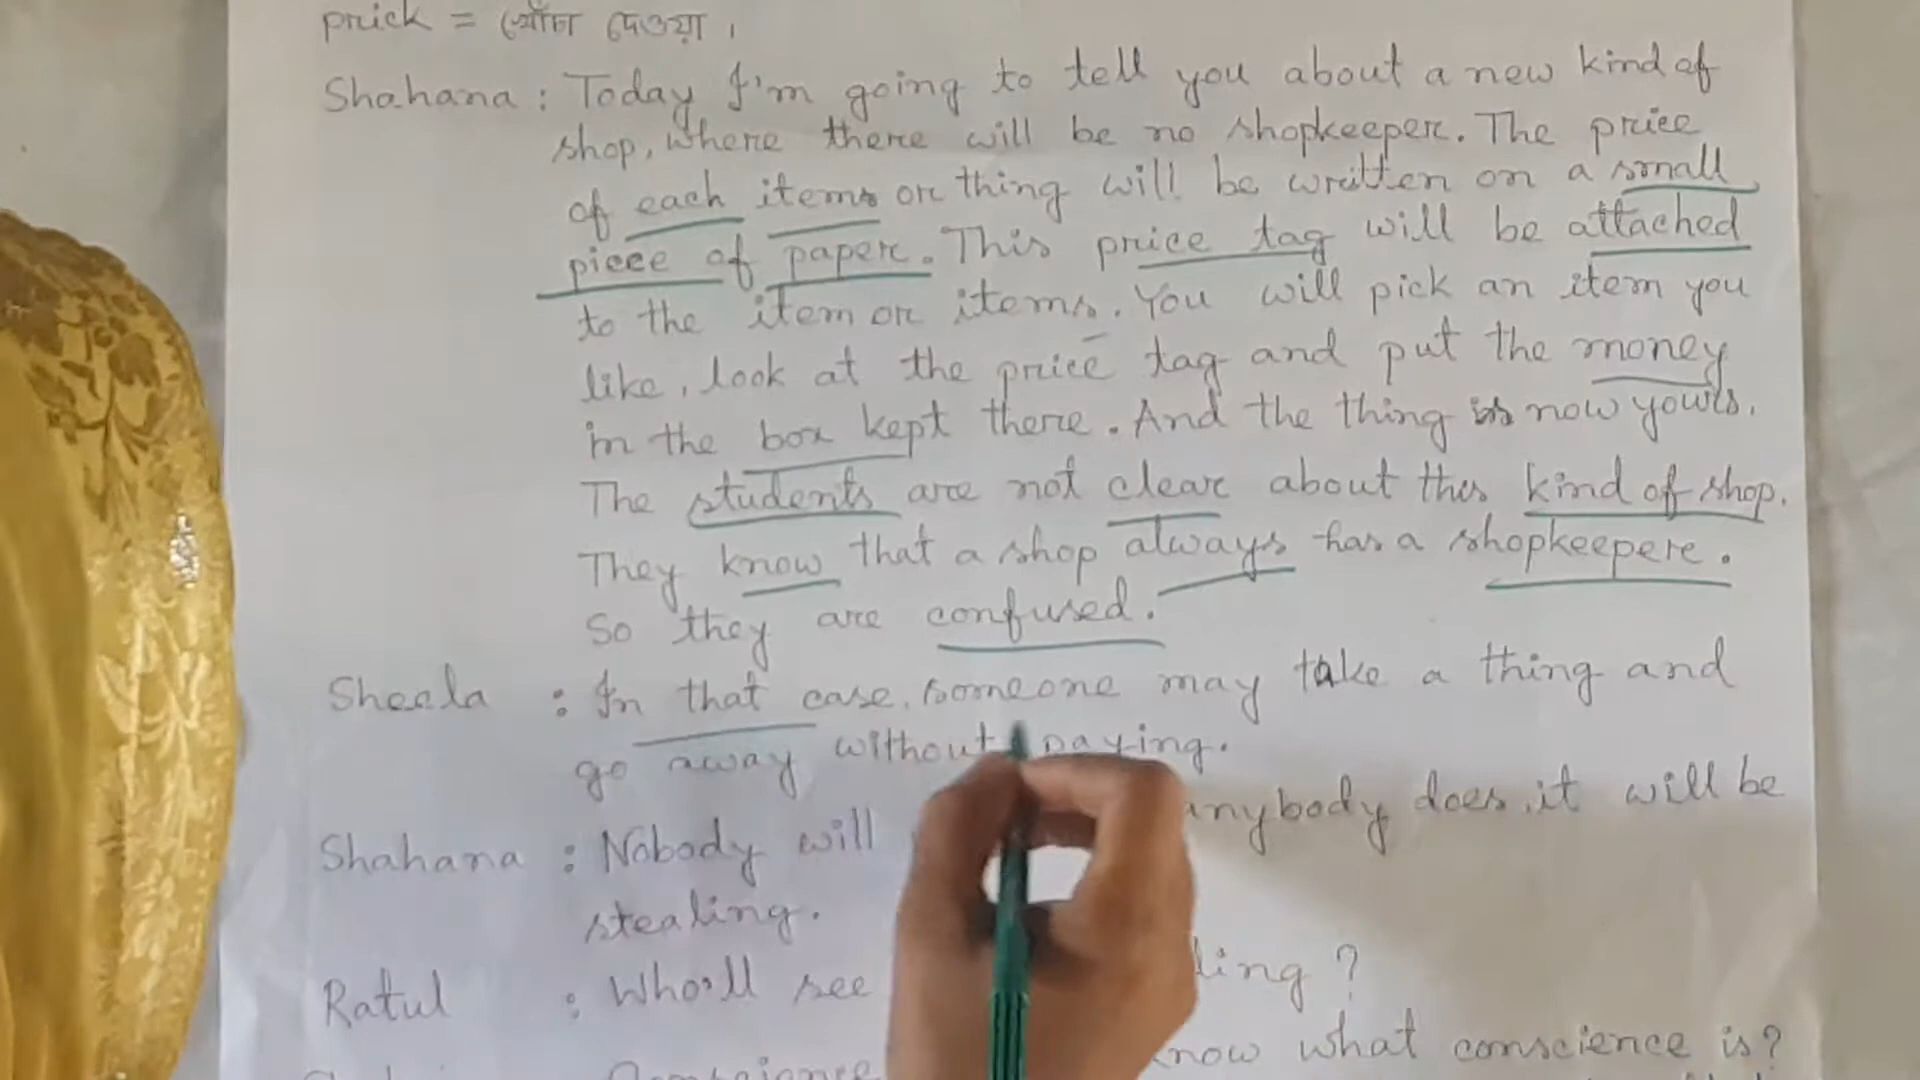 prick = খোঁচা দেওয়া।
Shahana : Today I'm going to tell you about a new kind of
shop, where there will be no shopkeeper. The price
of each items or thing will be written on a small
piece of paper. This price tag will be attached
to the item or items. You will pick an item you
like, look at the price tag and put the money
in the box kept there. And the thing is now yours.
The students are not clear about this kind of shop.
They know that a shop always has a shopkeeper.
So they are confused.
Sheela : In that case, someone may take a thing and
go away without paying.
Shahana : Nobody will anybody does, it will be
stealing.
Ratul : Who'll see ling ?
know what conscience is?